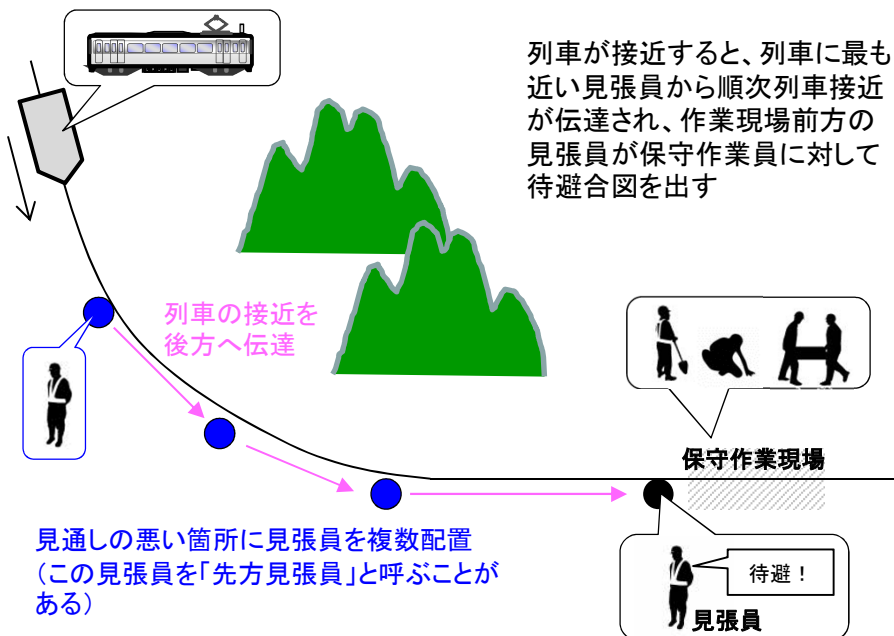 列車が接近すると、列車に最も
近い見張員から順次列車接近
が伝達され、作業現場前方の
見張員が保守作業員に対して
待避合図を出す
列車の接近を
後方へ伝達
保守作業現場
見通しの悪い箇所に見張員を複数配置
（この見張員を「先方見張員」と呼ぶことが
ある）
待避！
見張員